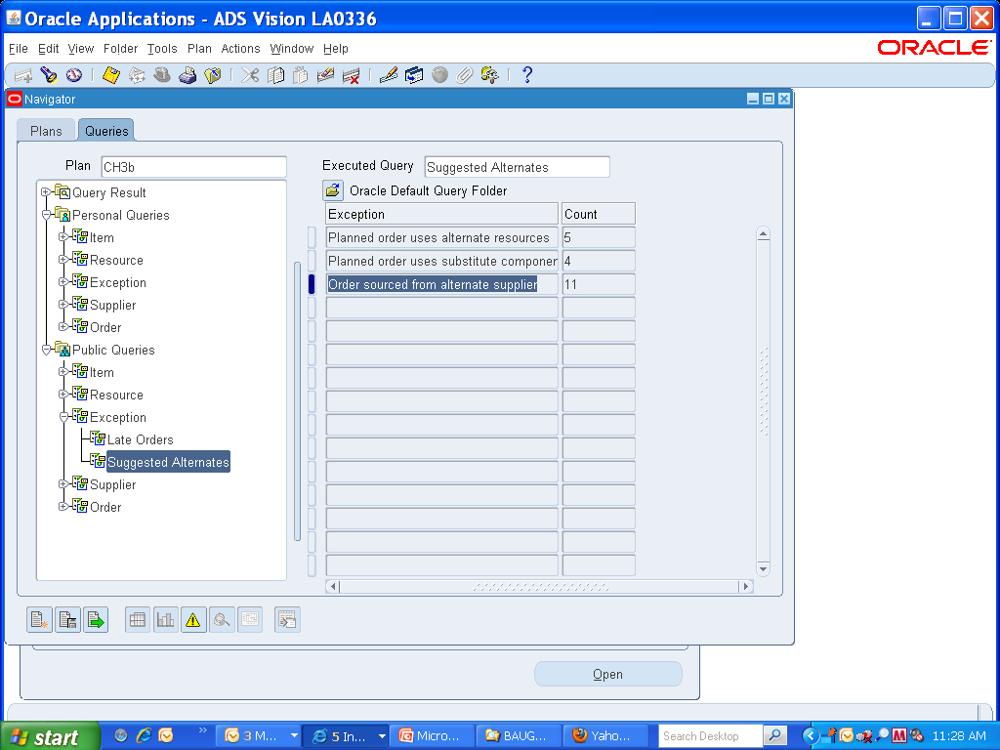 Oracle Applications - ADS Vision LA0336
File Edit View Folder Tools Plan Actions Window Help
ORACLE
Navigator
Plans Queries
Plan CH3b
Executed Query Suggested Alternates
Query Result
Personal Queries
Item
Resource
Exception
Supplier
Order
Public Queries
Item
Resource
Exception
Late Orders
Suggested Alternates
Supplier
Order
Oracle Default Query Folder
Exception Count
Planned order uses alternate resources 5
Planned order uses substitute componer 4
Order sourced from alternate supplier 11
Open
start
3 M...
5 In...
Micro...
BAUG...
Yaho...
Search Desktop
11:28 AM